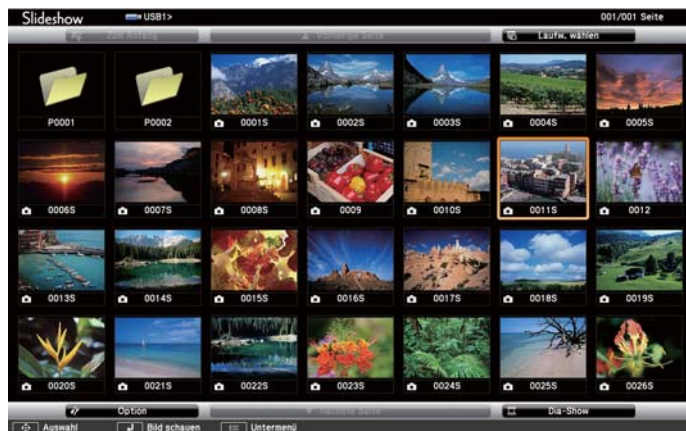 Slideshow USB1> 001/001 Seite
Zum Anfang Vorherige Seite Laufw. wählen
P0001 P0002 0001S 0002S 0003S 0004S 0005S
0006S 0007S 0008S 0009 0010S 0011S 0012
0013S 0014S 0015S 0016S 0017S 0018S 0019S
0020S 0021S 0022S 0023S 0024S 0025S 0026S
Option Nächste Seite Dia-Show
Auswahl Bild schauen Untermenü